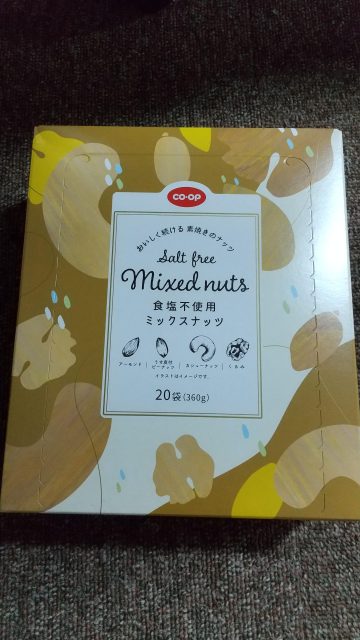 CO・OP
おいしく続ける 素焼きのナッツ
Salt free
Mixed nuts
食塩不使用
ミックスナッツ
アーモンド
うす皮付
ピーナッツ
カシューナッツ
くるみ
イラストはイメージです。
20袋(360g)